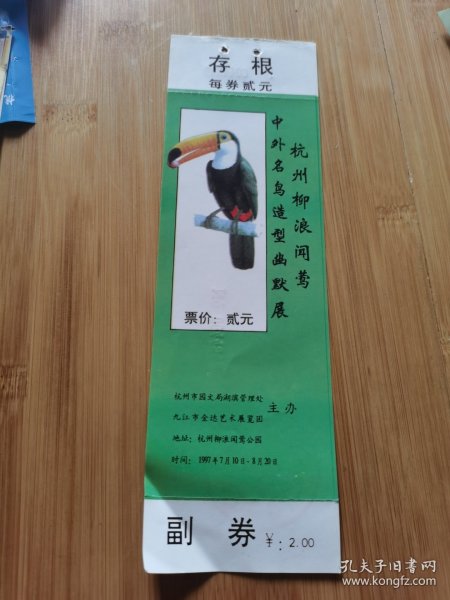 存 根
每券贰元
杭州柳浪闻莺
中外名鸟造型幽默展
票价: 贰元
杭州市园文局湖滨管理处
九江市金达艺术展览团
主办
地址: 杭州柳浪闻莺公园
时间: 1997年7月10日-8月20日
副 券 ¥: 2.00
孔夫子旧书网
www.kongfz.com